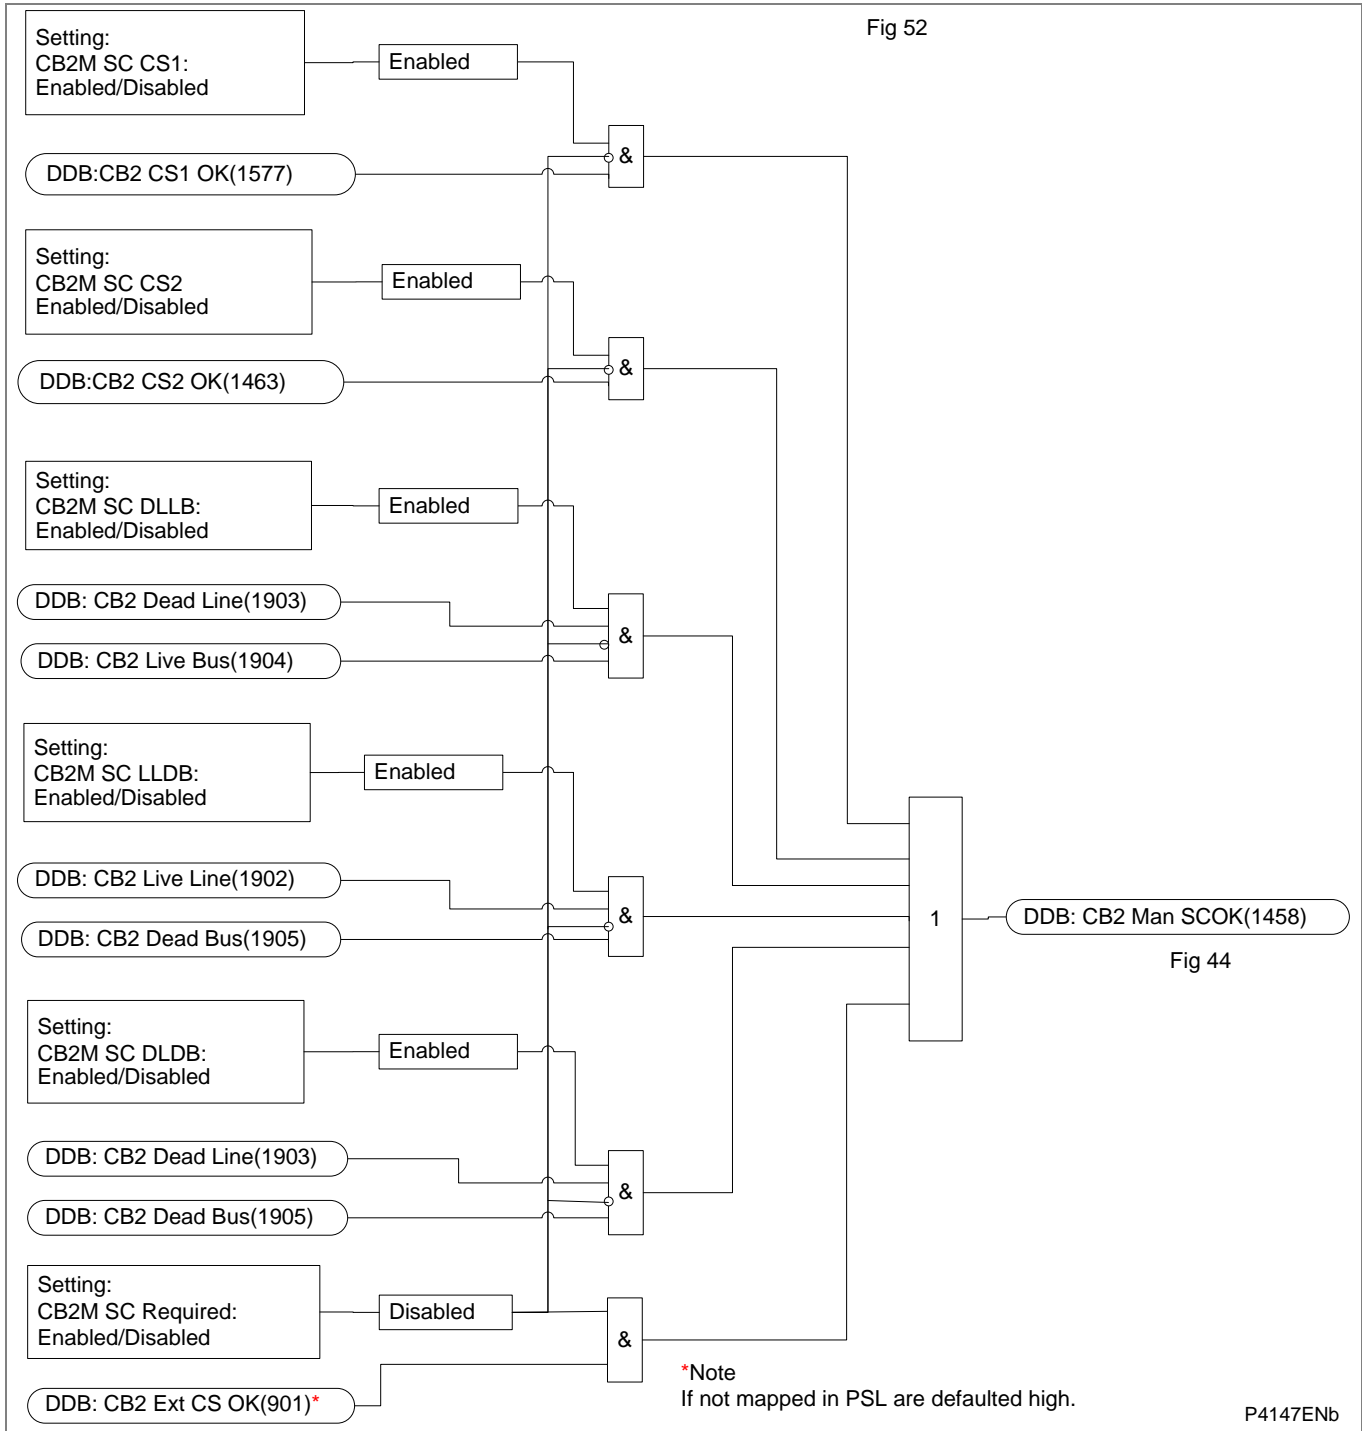 Fig 52
Setting:
CB2M SC CS1:
Enabled/Disabled
Enabled
&
DDB:CB2 CS1 OK(1577)
Setting:
CB2M SC CS2
Enabled/Disabled
Enabled
&
DDB:CB2 CS2 OK(1463)
Setting:
CB2M SC DLLB:
Enabled/Disabled
Enabled
DDB: CB2 Dead Line(1903)
&
DDB: CB2 Live Bus(1904)
Setting:
CB2M SC LLDB:
Enabled/Disabled
Enabled
DDB: CB2 Live Line(1902)
&
DDB: CB2 Dead Bus(1905)
1
DDB: CB2 Man SCOK(1458)
Fig 44
Setting:
CB2M SC DLDB:
Enabled/Disabled
Enabled
DDB: CB2 Dead Line(1903)
&
DDB: CB2 Dead Bus(1905)
Setting:
CB2M SC Required:
Enabled/Disabled
Disabled
&
DDB: CB2 Ext CS OK(901)*
*Note
If not mapped in PSL are defaulted high.
P4147ENb